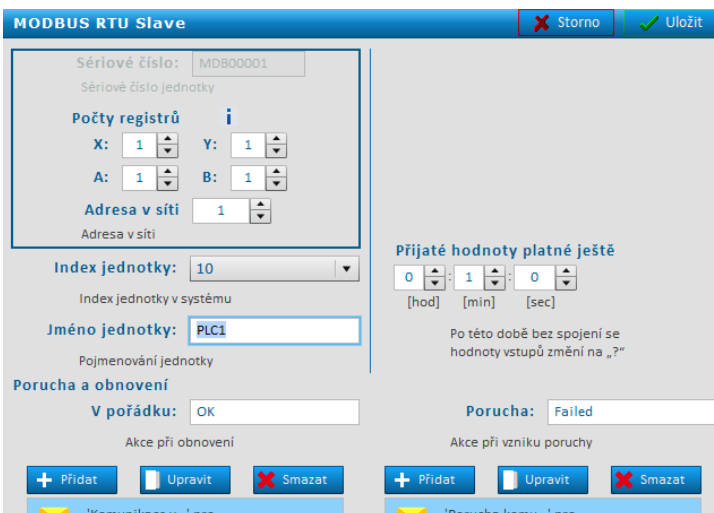 MODBUS RTU Slave
Storno
Uložit
Sériové číslo: MDB00001
Sériové číslo jednotky
Počty registrů i
X: 1 Y: 1
A: 1 B: 1
Adresa v síti 1
Adresa v síti
Index jednotky: 10
Index jednotky v systému
Jméno jednotky: PLC1
Pojmenování jednotky
Přijaté hodnoty platné ještě
0 : 1 : 0
[hod] [min] [sec]
Po této době bez spojení se
hodnoty vstupů změní na „?“
Porucha a obnovení
V pořádku: OK
Akce při obnovení
Přidat Upravit Smazat
Porucha: Failed
Akce při vzniku poruchy
Přidat Upravit Smazat